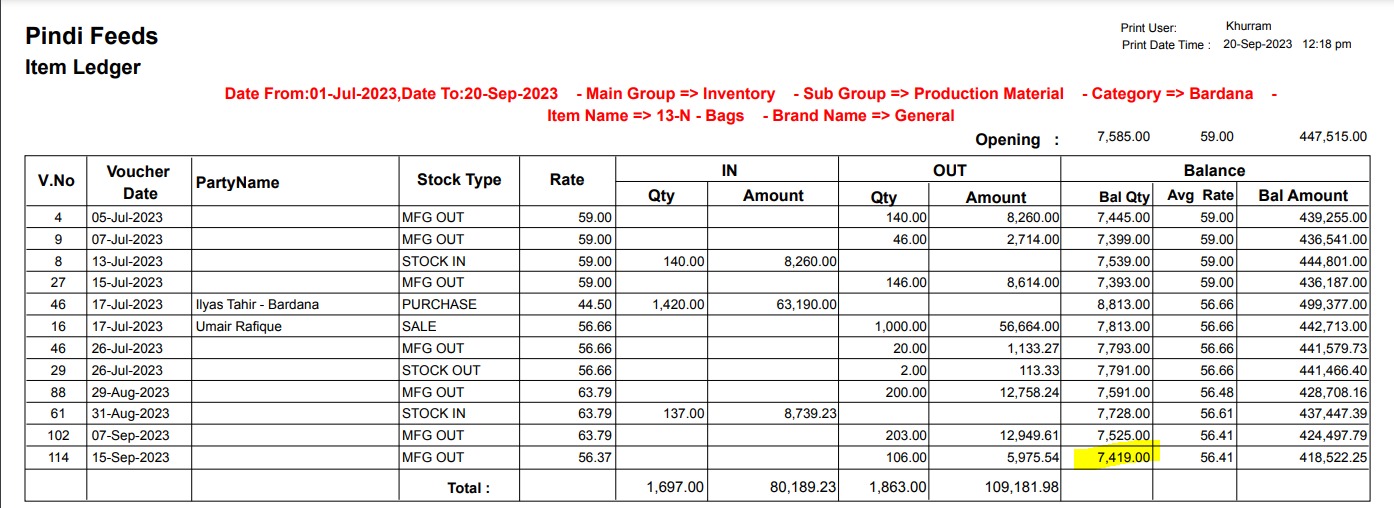 Pindi Feeds
Print User: Khurram
Print Date Time : 20-Sep-2023 12:18 pm
Item Ledger
Date From:01-Jul-2023,Date To:20-Sep-2023 - Main Group => Inventory - Sub Group => Production Material - Category => Bardana -
Item Name => 13-N - Bags - Brand Name => General
Opening : 7,585.00 59.00 447,515.00
V.No Voucher Date PartyName Stock Type Rate IN OUT Balance
Qty Amount Qty Amount Bal Qty Avg Rate Bal Amount
4 05-Jul-2023 MFG OUT 59.00 140.00 8,260.00 7,445.00 59.00 439,255.00
9 07-Jul-2023 MFG OUT 59.00 46.00 2,714.00 7,399.00 59.00 436,541.00
8 13-Jul-2023 STOCK IN 59.00 140.00 8,260.00 7,539.00 59.00 444,801.00
27 15-Jul-2023 MFG OUT 59.00 146.00 8,614.00 7,393.00 59.00 436,187.00
46 17-Jul-2023 Ilyas Tahir - Bardana PURCHASE 44.50 1,420.00 63,190.00 8,813.00 56.66 499,377.00
16 17-Jul-2023 Umair Rafique SALE 56.66 1,000.00 56,664.00 7,813.00 56.66 442,713.00
46 26-Jul-2023 MFG OUT 56.66 20.00 1,133.27 7,793.00 56.66 441,579.73
29 26-Jul-2023 STOCK OUT 56.66 2.00 113.33 7,791.00 56.66 441,466.40
88 29-Aug-2023 MFG OUT 63.79 200.00 12,758.24 7,591.00 56.48 428,708.16
61 31-Aug-2023 STOCK IN 63.79 137.00 8,739.23 7,728.00 56.61 437,447.39
102 07-Sep-2023 MFG OUT 63.79 203.00 12,949.61 7,525.00 56.41 424,497.79
114 15-Sep-2023 MFG OUT 56.37 106.00 5,975.54 7,419.00 56.41 418,522.25
Total : 1,697.00 80,189.23 1,863.00 109,181.98